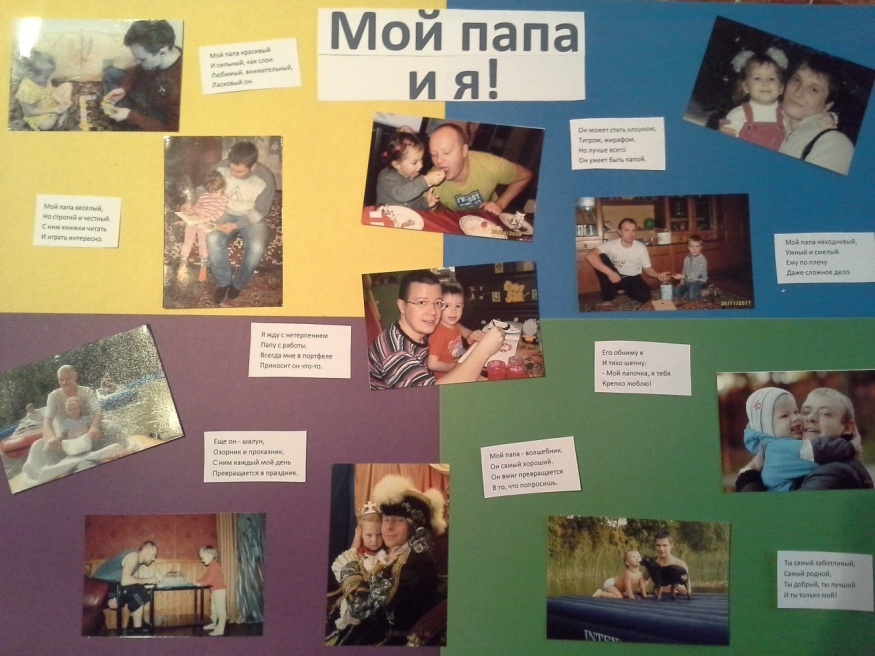 Мой папа
и я!
Мой папа красивый
И сильный, как слон.
Любимый, внимательный,
Ласковый он.
Он может стать клоуном,
Тигром, жирафом.
Но лучше всего
Он умеет быть папой.
Мой папа веселый,
Но строгий и честный.
С ним книжки читать
И играть интересно.
Мой папа находчивый,
Умный и смелый.
Ему по плечу
Даже сложное дело.
26/11/2011
Я жду с нетерпением
Папу с работы.
Всегда мне в портфеле
Приносит он что-то.
Его обниму я
И тихо шепну:
- Мой папочка, я тебя
Крепко люблю!
Еще он - шалун,
Озорник и проказник.
С ним каждый мой день
Превращается в праздник.
Мой папа - волшебник.
Он самый хороший.
Он вмиг превращается
В то, что попросишь.
Ты самый заботливый,
Самый родной,
Ты добрый, ты лучший
И ты только мой!
INTEX